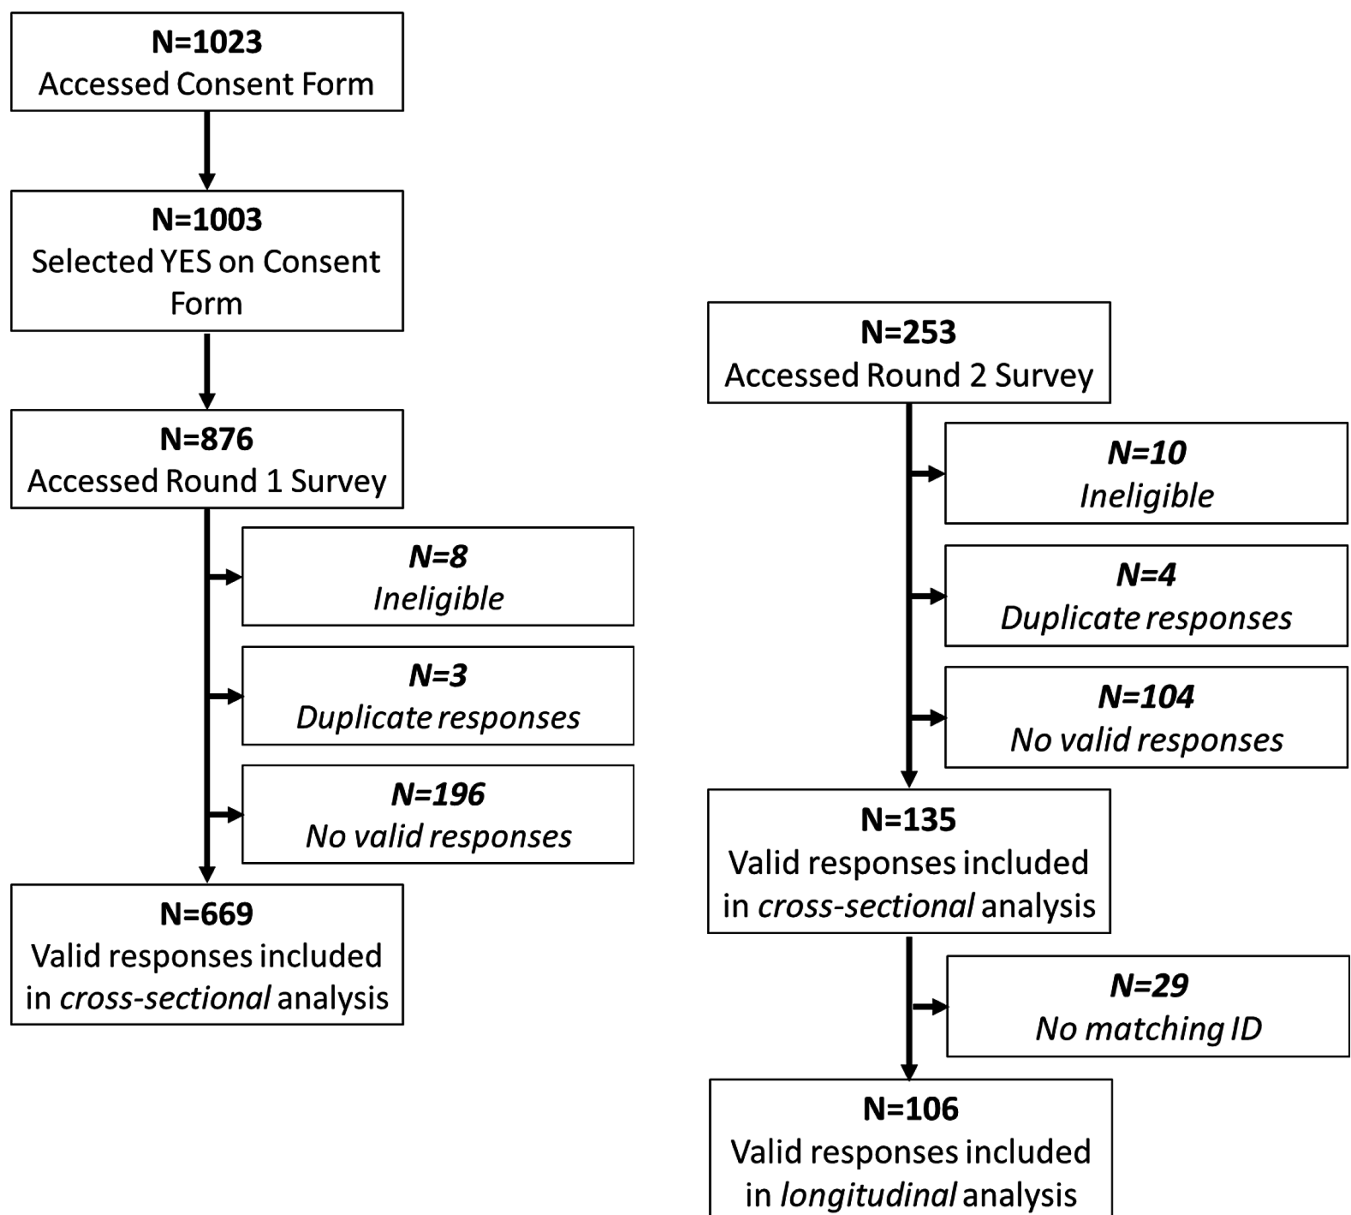 N=1023
Accessed Consent Form
N=1003
Selected YES on Consent
Form
N=876
Accessed Round 1 Survey
N=8
Ineligible
N=3
Duplicate responses
N=196
No valid responses
N=669
Valid responses included
in cross-sectional analysis
N=253
Accessed Round 2 Survey
N=10
Ineligible
N=4
Duplicate responses
N=104
No valid responses
N=135
Valid responses included
in cross-sectional analysis
N=29
No matching ID
N=106
Valid responses included
in longitudinal analysis